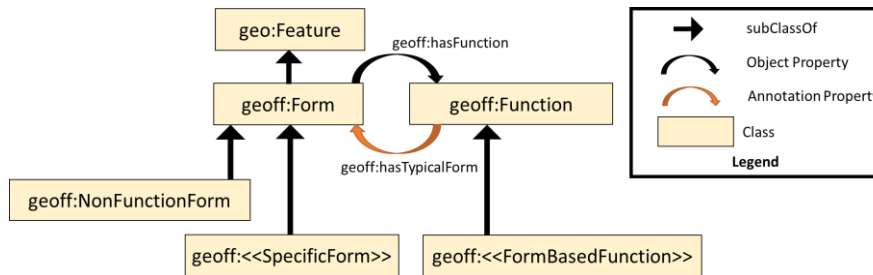 geo:Feature
geoff:hasFunction
geoff:Form
geoff:Function
geoff:hasTypicalForm
geoff:NonFunctionForm
geoff:<<SpecificForm>>
geoff:<<FormBasedFunction>>
subClassOf
Object Property
Annotation Property
Class
Legend